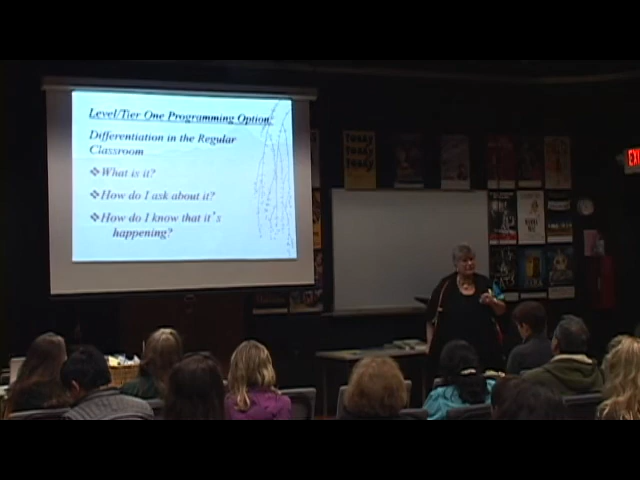 Level/Tier One Programming Option
Differentiation in the Regular
Classroom
❖What is it?
❖How do I ask about it?
❖How do I know that it's
happening?